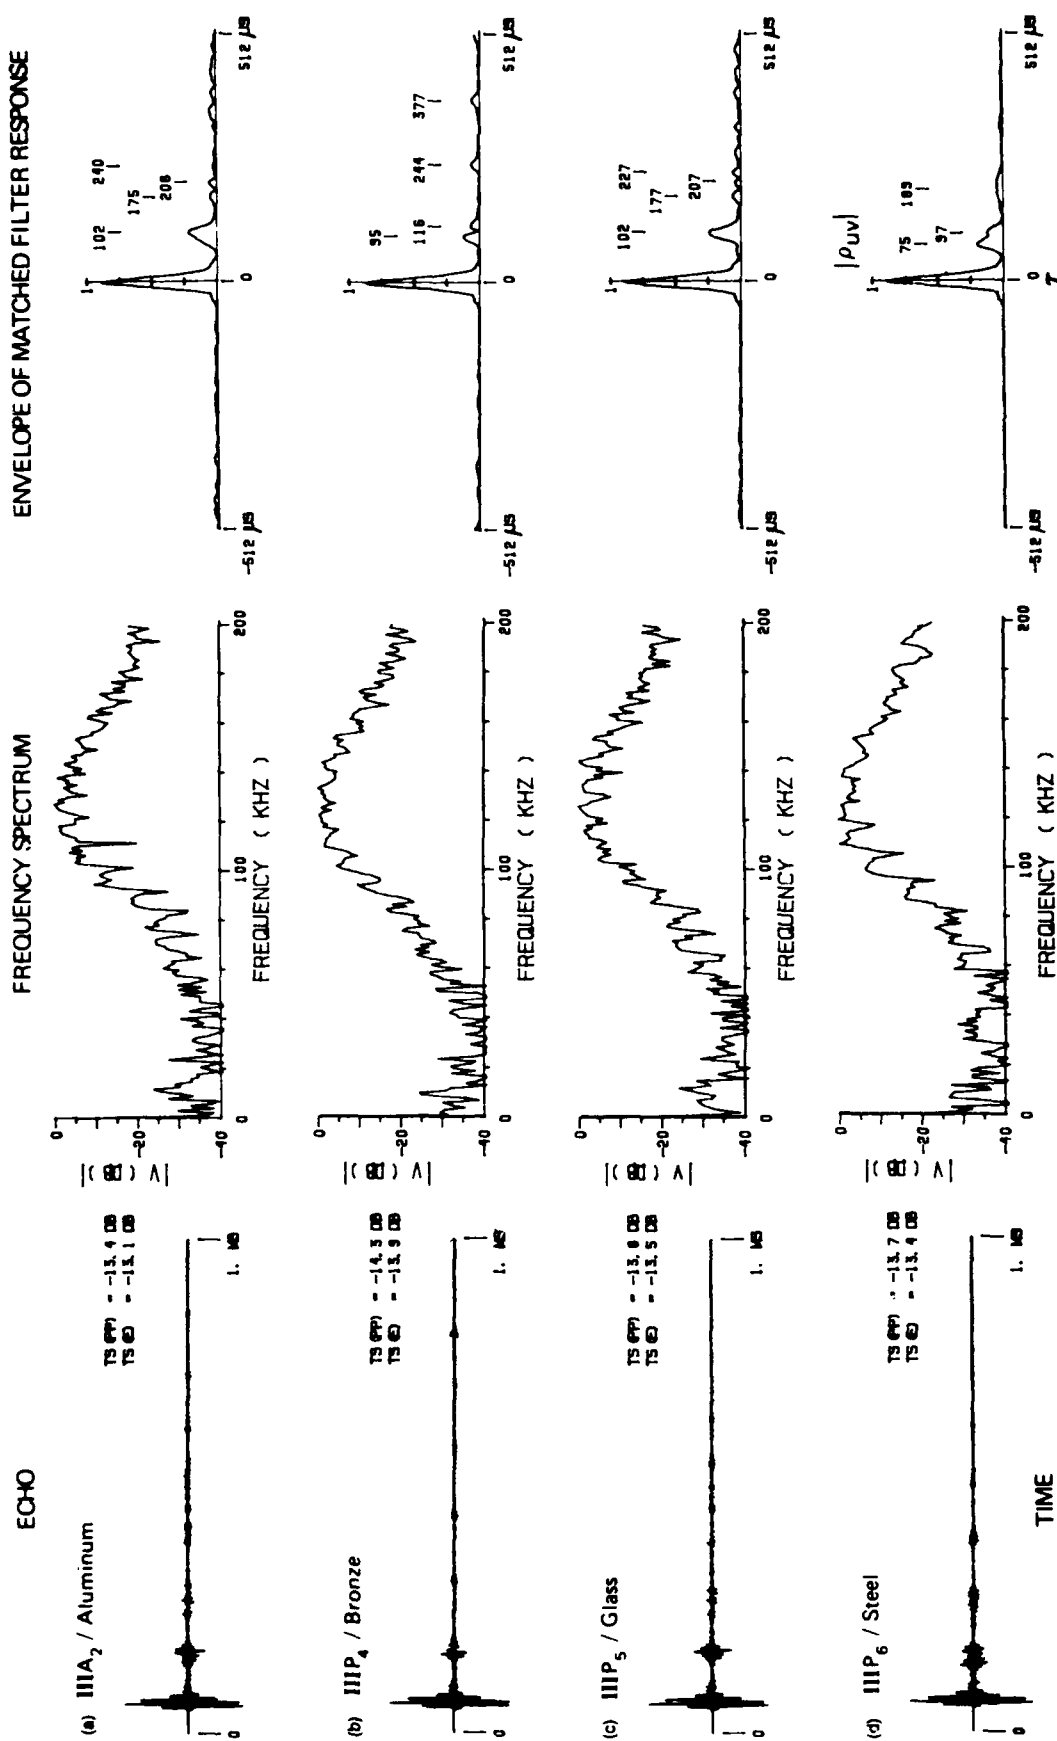 ECHO
FREQUENCY SPECTRUM
ENVELOPE OF MATCHED FILTER RESPONSE
(a) IIIA2 / Aluminum
TS (PP) = -13.4 DB
TS (E) = -13.1 DB
0
1. MS
|V (DB)|
-0
-20
-40
0
100
200
FREQUENCY ( KHZ )
1
102
175
206
240
-512 µS
0
512 µS
(b) IIIP4 / Bronze
TS (PP) = -14.3 DB
TS (E) = -13.9 DB
0
1. MS
|V (DB)|
-0
-20
-40
0
100
200
FREQUENCY ( KHZ )
1
95
116
244
377
-512 µS
0
512 µS
(c) IIIP5 / Glass
TS (PP) = -13.8 DB
TS (E) = -13.5 DB
0
1. MS
|V (DB)|
-0
-20
-40
0
100
200
FREQUENCY ( KHZ )
1
102
177
207
227
-512 µS
0
512 µS
(d) IIIP6 / Steel
TS (PP) = -13.7 DB
TS (E) = -13.4 DB
0
1. MS
TIME
|V (DB)|
-0
-20
-40
0
100
200
FREQUENCY ( KHZ )
|ρuv|
1
75
97
189
-512 µS
0
512 µS
τ